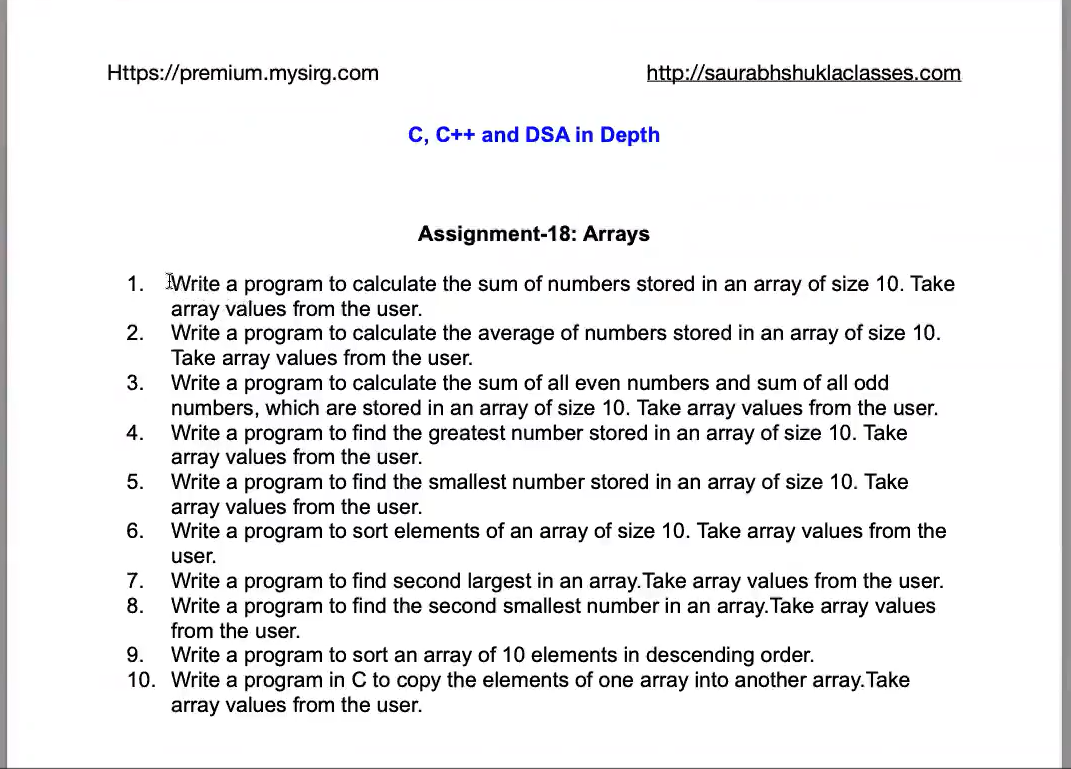 Https://premium.mysirg.com http://saurabhshuklaclasses.com
C, C++ and DSA in Depth
Assignment-18: Arrays
1. Write a program to calculate the sum of numbers stored in an array of size 10. Take
array values from the user.
2. Write a program to calculate the average of numbers stored in an array of size 10.
Take array values from the user.
3. Write a program to calculate the sum of all even numbers and sum of all odd
numbers, which are stored in an array of size 10. Take array values from the user.
4. Write a program to find the greatest number stored in an array of size 10. Take
array values from the user.
5. Write a program to find the smallest number stored in an array of size 10. Take
array values from the user.
6. Write a program to sort elements of an array of size 10. Take array values from the
user.
7. Write a program to find second largest in an array.Take array values from the user.
8. Write a program to find the second smallest number in an array.Take array values
from the user.
9. Write a program to sort an array of 10 elements in descending order.
10. Write a program in C to copy the elements of one array into another array.Take
array values from the user.